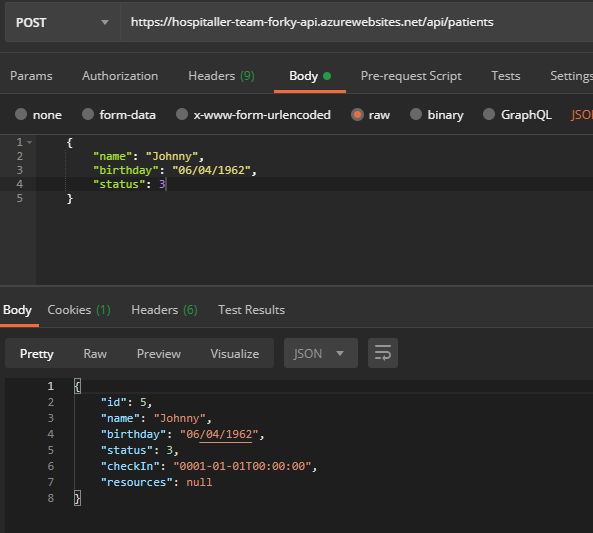 POST https://hospitaller-team-forky-api.azurewebsites.net/api/patients
Params Authorization Headers (9) Body Pre-request Script Tests Settings
none form-data x-www-form-urlencoded raw binary GraphQL JSO
1 {
2 "name": "Johnny",
3 "birthday": "06/04/1962",
4 "status": 3
5 }
Body Cookies (1) Headers (6) Test Results
Pretty Raw Preview Visualize JSON
1 {
2 "id": 5,
3 "name": "Johnny",
4 "birthday": "06/04/1962",
5 "status": 3,
6 "checkIn": "0001-01-01T00:00:00",
7 "resources": null
8 }